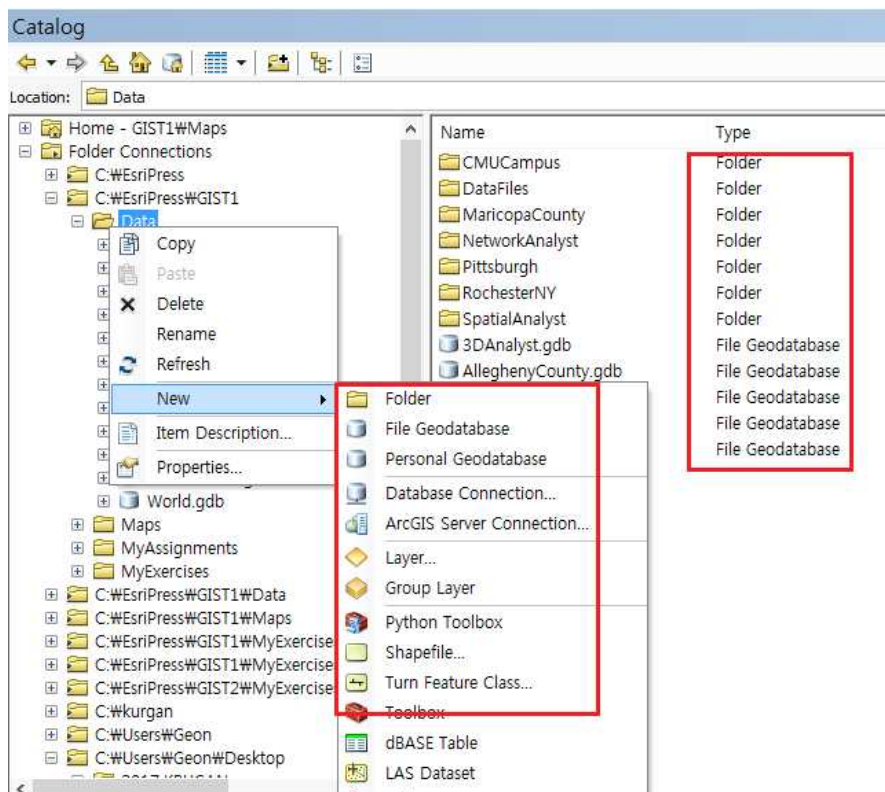 Catalog
Location: Data
Home - GIST1₩Maps
Folder Connections
C:₩EsriPress
C:₩EsriPress₩GIST1
Data
World.gdb
Maps
MyAssignments
MyExercises
C:₩EsriPress₩GIST1₩Data
C:₩EsriPress₩GIST1₩Maps
C:₩EsriPress₩GIST1₩MyExercise
C:₩EsriPress₩GIST1₩MyExercise
C:₩EsriPress₩GIST2₩MyExercise
C:₩kurgan
C:₩Users₩Geon
C:₩Users₩Geon₩Desktop
Copy
Paste
Delete
Rename
Refresh
New
Item Description...
Properties...
Folder
File Geodatabase
Personal Geodatabase
Database Connection...
ArcGIS Server Connection...
Layer...
Group Layer
Python Toolbox
Shapefile...
Turn Feature Class...
Toolbox
dBASE Table
LAS Dataset
Name Type
CMUCampus Folder
DataFiles Folder
MaricopaCounty Folder
NetworkAnalyst Folder
Pittsburgh Folder
RochesterNY Folder
SpatialAnalyst Folder
3DAnalyst.gdb File Geodatabase
AlleghenyCounty.gdb File Geodatabase
File Geodatabase
File Geodatabase
File Geodatabase